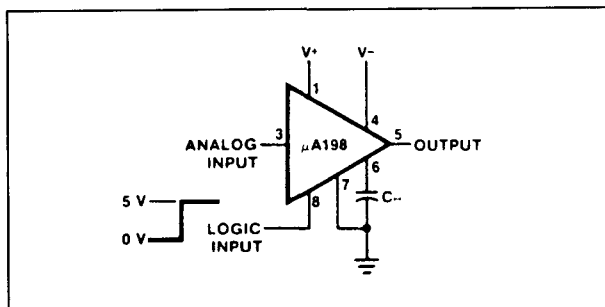 V+
V−
1
4
3
5
ANALOG
INPUT
μA198
OUTPUT
6
7
8
5 V
0 V
LOGIC
INPUT